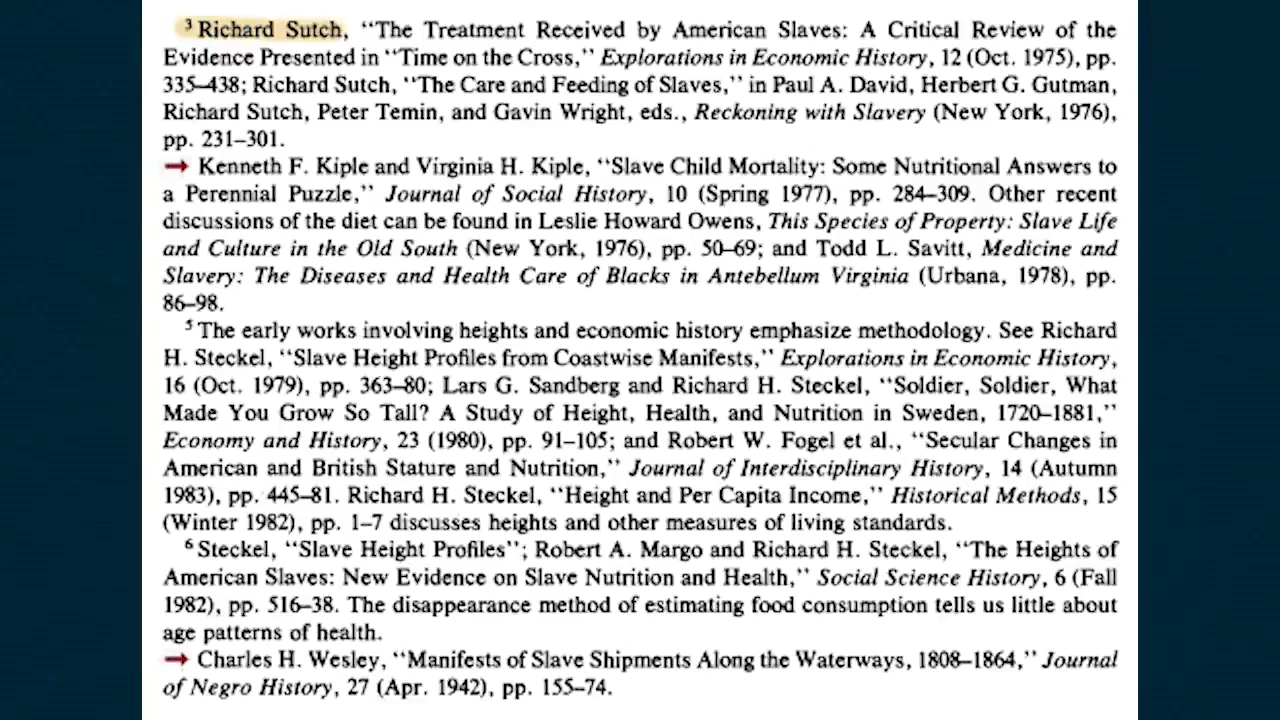 ³ Richard Sutch, “The Treatment Received by American Slaves: A Critical Review of the
Evidence Presented in “Time on the Cross,” Explorations in Economic History, 12 (Oct. 1975), pp.
335–438; Richard Sutch, “The Care and Feeding of Slaves,” in Paul A. David, Herbert G. Gutman,
Richard Sutch, Peter Temin, and Gavin Wright, eds., Reckoning with Slavery (New York, 1976),
pp. 231–301.
→ Kenneth F. Kiple and Virginia H. Kiple, “Slave Child Mortality: Some Nutritional Answers to
a Perennial Puzzle,” Journal of Social History, 10 (Spring 1977), pp. 284–309. Other recent
discussions of the diet can be found in Leslie Howard Owens, This Species of Property: Slave Life
and Culture in the Old South (New York, 1976), pp. 50–69; and Todd L. Savitt, Medicine and
Slavery: The Diseases and Health Care of Blacks in Antebellum Virginia (Urbana, 1978), pp.
86–98.
⁵ The early works involving heights and economic history emphasize methodology. See Richard
H. Steckel, “Slave Height Profiles from Coastwise Manifests,” Explorations in Economic History,
16 (Oct. 1979), pp. 363–80; Lars G. Sandberg and Richard H. Steckel, “Soldier, Soldier, What
Made You Grow So Tall? A Study of Height, Health, and Nutrition in Sweden, 1720–1881,”
Economy and History, 23 (1980), pp. 91–105; and Robert W. Fogel et al., “Secular Changes in
American and British Stature and Nutrition,” Journal of Interdisciplinary History, 14 (Autumn
1983), pp. 445–81. Richard H. Steckel, “Height and Per Capita Income,” Historical Methods, 15
(Winter 1982), pp. 1–7 discusses heights and other measures of living standards.
⁶ Steckel, “Slave Height Profiles”; Robert A. Margo and Richard H. Steckel, “The Heights of
American Slaves: New Evidence on Slave Nutrition and Health,” Social Science History, 6 (Fall
1982), pp. 516–38. The disappearance method of estimating food consumption tells us little about
age patterns of health.
→ Charles H. Wesley, “Manifests of Slave Shipments Along the Waterways, 1808–1864,” Journal
of Negro History, 27 (Apr. 1942), pp. 155–74.